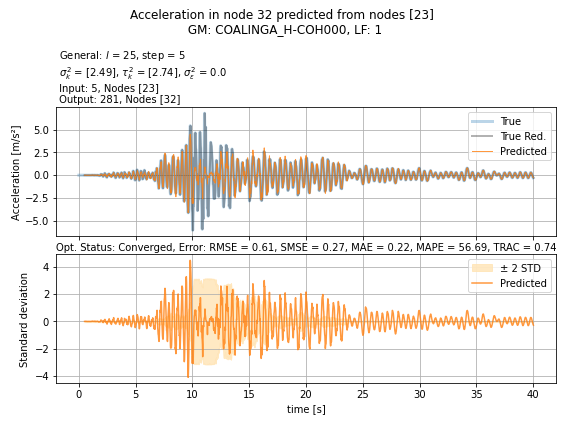 Acceleration in node 32 predicted from nodes [23]
GM: COALINGA_H-COH000, LF: 1
General: l = 25, step = 5
σ²ₖ = [2.49], τ²ₖ = [2.74], σ²ε = 0.0
Input: 5, Nodes [23]
Output: 281, Nodes [32]
Acceleration [m/s²]
5.0
2.5
0.0
−2.5
−5.0
True
True Red.
Predicted
Opt. Status: Converged, Error: RMSE = 0.61, SMSE = 0.27, MAE = 0.22, MAPE = 56.69, TRAC = 0.74
Standard deviation
4
2
0
−2
−4
± 2 STD
Predicted
0 5 10 15 20 25 30 35 40
time [s]